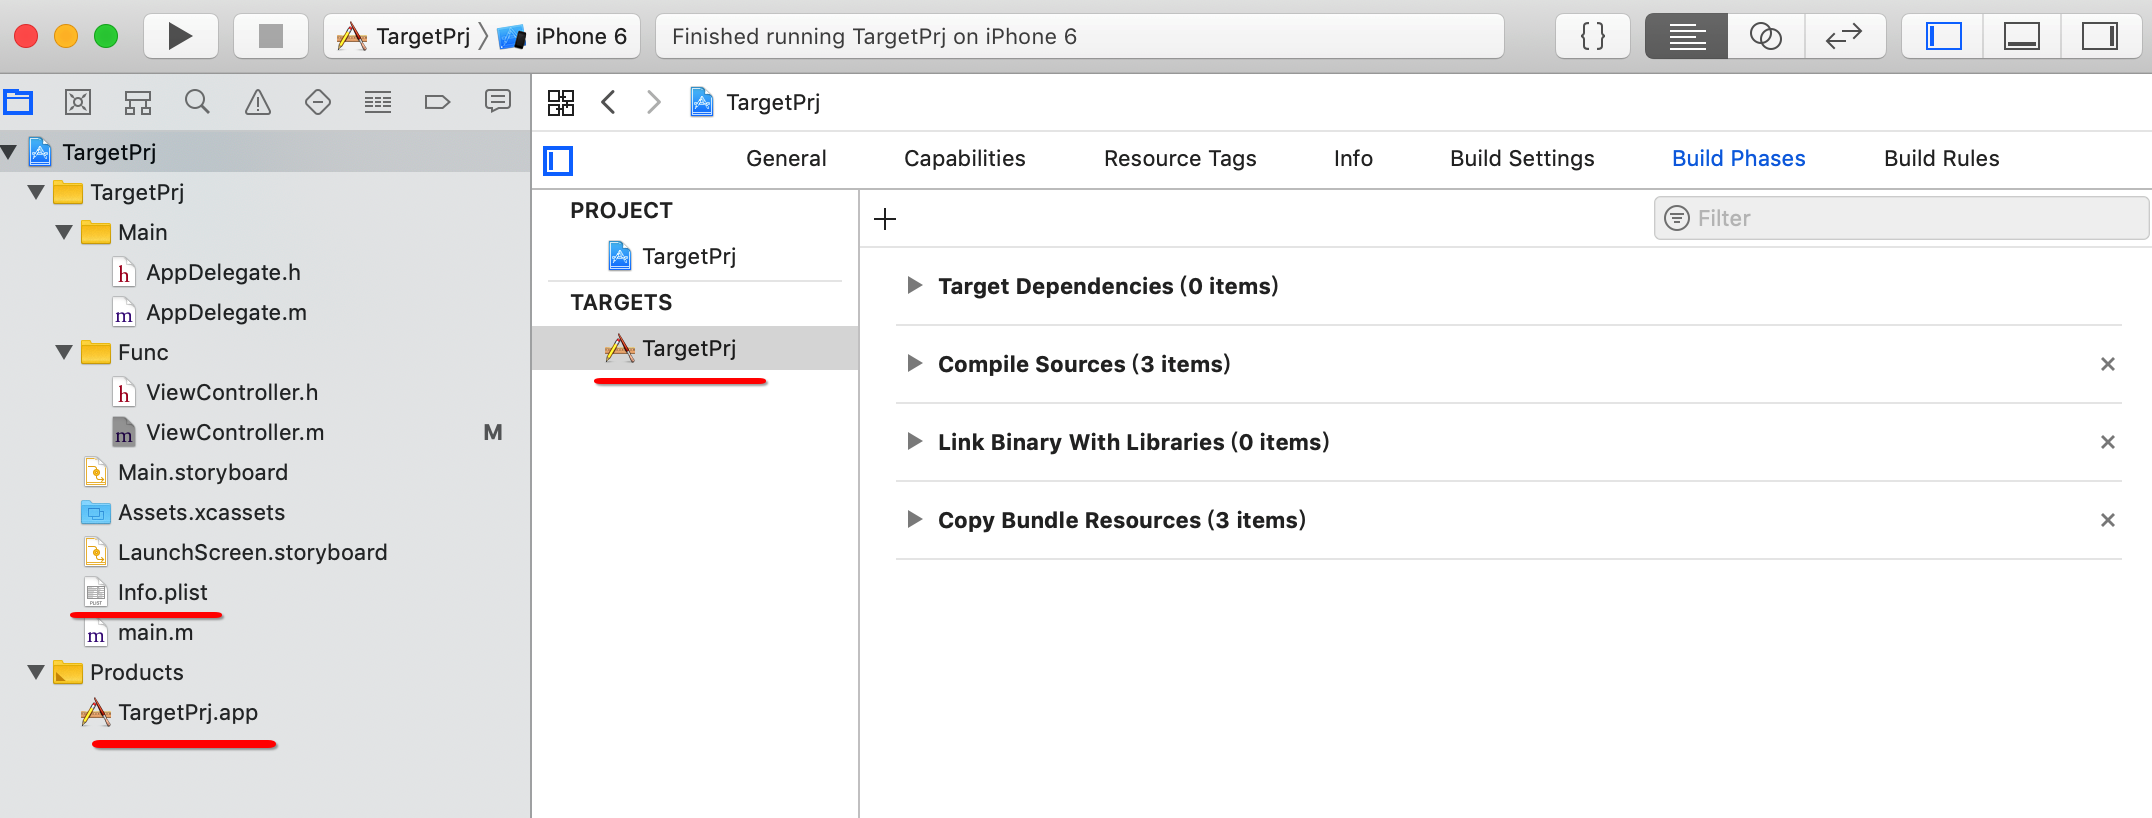 TargetPrj iPhone 6 Finished running TargetPrj on iPhone 6 { }
TargetPrj
TargetPrj
TargetPrj
Main
h AppDelegate.h
m AppDelegate.m
Func
h ViewController.h
m ViewController.m M
Main.storyboard
Assets.xcassets
LaunchScreen.storyboard
PLIST Info.plist
m main.m
Products
TargetPrj.app
General Capabilities Resource Tags Info Build Settings Build Phases Build Rules
PROJECT
TargetPrj
TARGETS
TargetPrj
+ Filter
Target Dependencies (0 items)
Compile Sources (3 items) ×
Link Binary With Libraries (0 items) ×
Copy Bundle Resources (3 items) ×